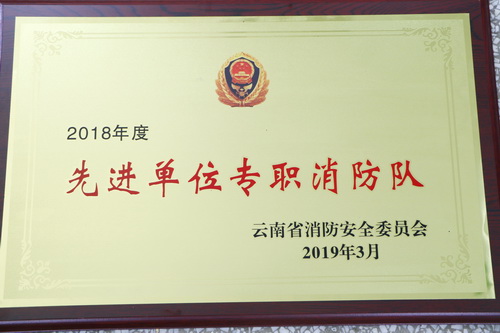 2018年度
先进单位专职消防队
云南省消防安全委员会
2019年3月